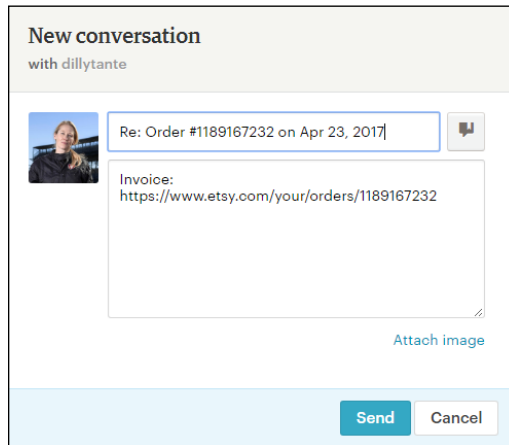 New conversation
with dillytante
Re: Order #1189167232 on Apr 23, 2017
Invoice:
https://www.etsy.com/your/orders/1189167232
Attach image
Send
Cancel